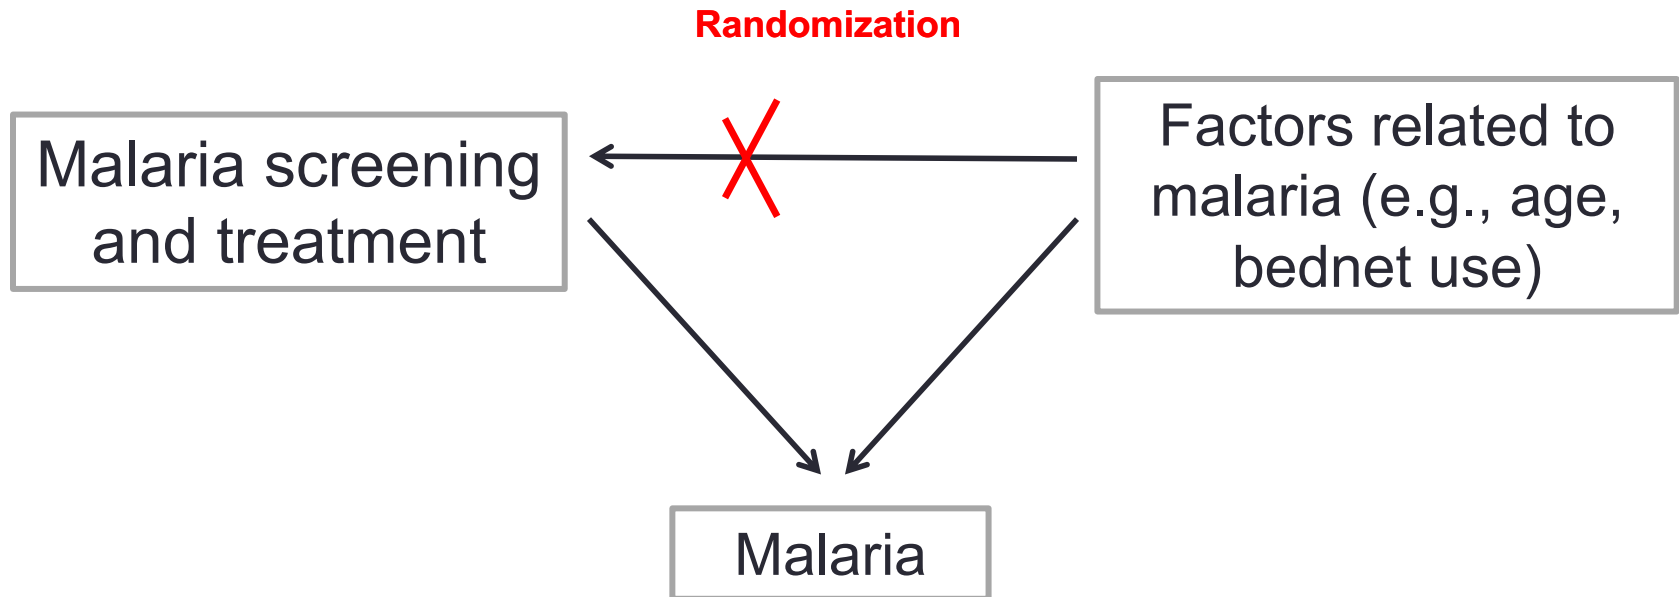 Randomization
Malaria screening
and treatment
Factors related to
malaria (e.g., age,
bednet use)
Malaria